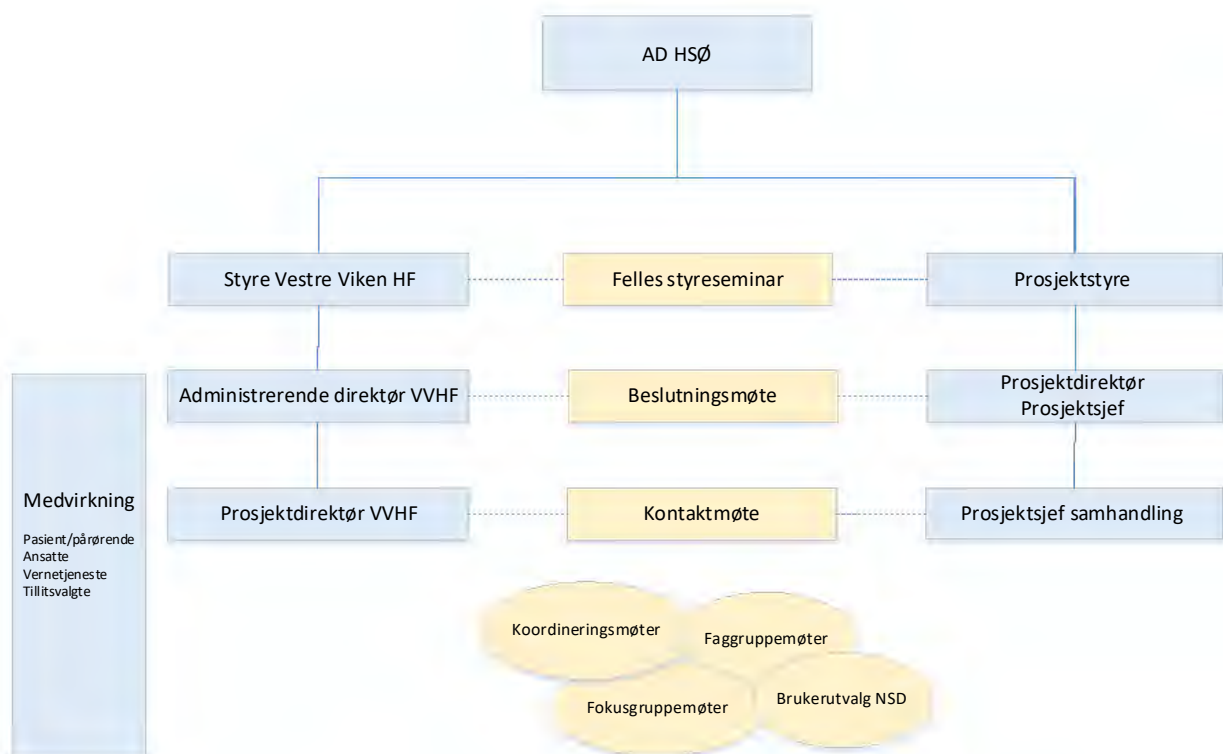 AD HSØ
Styre Vestre Viken HF
Felles styreseminar
Prosjektstyre
Administrerende direktør VVHF
Beslutningsmøte
Prosjektdirektør
Prosjektsjef
Prosjektdirektør VVHF
Kontaktmøte
Prosjektsjef samhandling
Medvirkning
Pasient/pårørende
Ansatte
Vernetjeneste
Tillitsvalgte
Koordineringsmøter
Faggruppemøter
Fokusgruppemøter
Brukerutvalg NSD